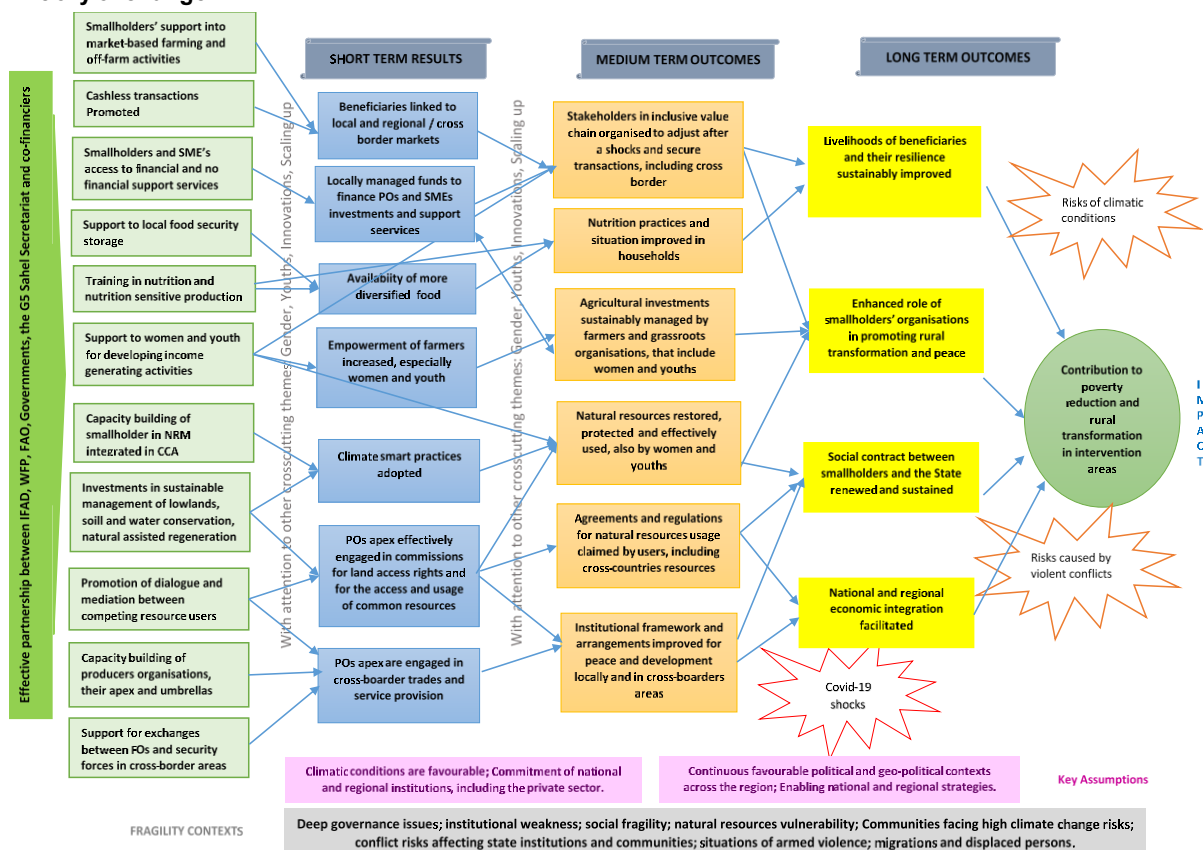 Effective partnership between IFAD, WFP, FAO, Governments, the G5 Sahel Secretariat and co-financiers
Smallholders' support into
market-based farming and
off-farm activities
Cashless transactions
Promoted
Smallholders and SME's
access to financial and no
financial support services
Support to local food security
storage
Training in nutrition and
nutrition sensitive production
Support to women and youth
for developing income
generating activities
Capacity building of
smallholder in NRM
integrated in CCA
Investments in sustainable
management of lowlands,
soill and water conservation,
natural assisted regeneration
Promotion of dialogue and
mediation between
competing resource users
Capacity building of
producers organisations,
their apex and umbrellas
Support for exchanges
between FOs and security
forces in cross-border areas
With attention to other crosscutting themes: Gender, Youths, Innovations, Scaling up
SHORT TERM RESULTS
Beneficiaries linked to
local and regional / cross
border markets
Locally managed funds to
finance POs and SMEs
investments and support
seervices
Availabiity of more
diversified food
Empowerment of farmers
increased, especially
women and youth
Climate smart practices
adopted
POs apex effectively
engaged in commissions
for land access rights and
for the access and usage
of common resources
POs apex are engaged in
cross-boarder trades and
service provision
With attention to other crosscutting themes: Gender, Youths, Innovations, Scaling up
MEDIUM TERM OUTCOMES
Stakeholders in inclusive value
chain organised to adjust after
a shocks and secure
transactions, including cross
border
Nutrition practices and
situation improved in
households
Agricultural investments
sustainably managed by
farmers and grassroots
organisations, that include
women and youths
Natural resources restored,
protected and effectively
used, also by women and
youths
Agreements and regulations
for natural resources usage
claimed by users, including
cross-countries resources
Institutional framework and
arrangements improved for
peace and development
locally and in cross-boarders
areas
LONG TERM OUTCOMES
Livelihoods of beneficiaries
and their resilience
sustainably improved
Enhanced role of
smallholders' organisations
in promoting rural
transformation and peace
Social contract between
smallholders and the State
renewed and sustained
National and regional
economic integration
facilitated
Risks of climatic
conditions
Contribution to
poverty
reduction and
rural
transformation
in intervention
areas
Risks caused by
violent conflicts
Covid-19
shocks
Climatic conditions are favourable; Commitment of national
and regional institutions, including the private sector.
Continuous favourable political and geo-political contexts
across the region; Enabling national and regional strategies.
Key Assumptions
FRAGILITY CONTEXTS
Deep governance issues; institutional weakness; social fragility; natural resources vulnerability; Communities facing high climate change risks;
conflict risks affecting state institutions and communities; situations of armed violence; migrations and displaced persons.